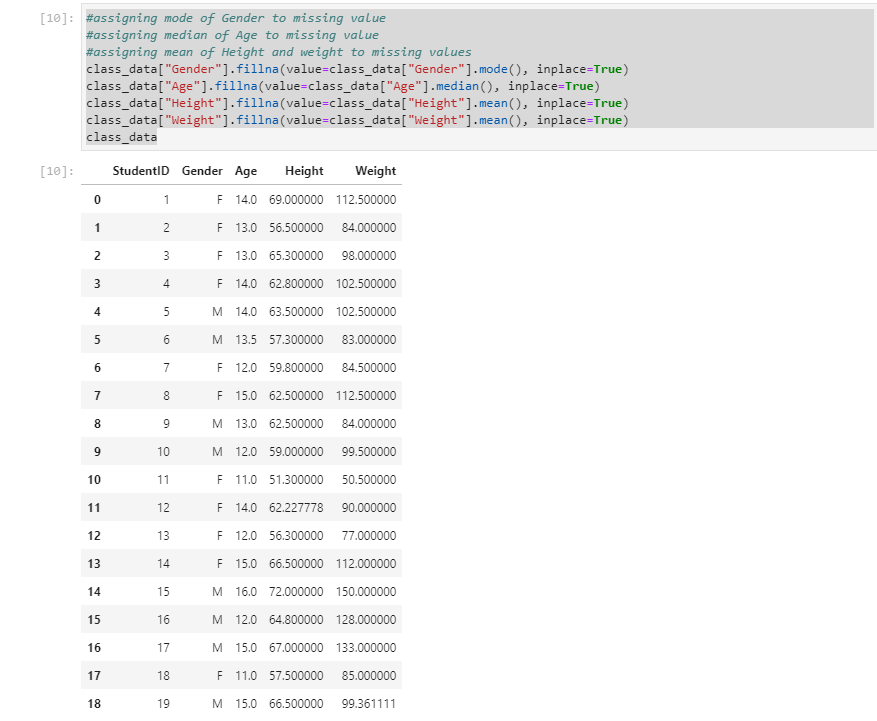 [10]: #assigning mode of Gender to missing value
#assigning median of Age to missing value
#assigning mean of Height and weight to missing values
class_data["Gender"].fillna(value=class_data["Gender"].mode(), inplace=True)
class_data["Age"].fillna(value=class_data["Age"].median(), inplace=True)
class_data["Height"].fillna(value=class_data["Height"].mean(), inplace=True)
class_data["Weight"].fillna(value=class_data["Weight"].mean(), inplace=True)
class_data
[10]: StudentID Gender Age Height Weight
0 1 F 14.0 69.000000 112.500000
1 2 F 13.0 56.500000 84.000000
2 3 F 13.0 65.300000 98.000000
3 4 F 14.0 62.800000 102.500000
4 5 M 14.0 63.500000 102.500000
5 6 M 13.5 57.300000 83.000000
6 7 F 12.0 59.800000 84.500000
7 8 F 15.0 62.500000 112.500000
8 9 M 13.0 62.500000 84.000000
9 10 M 12.0 59.000000 99.500000
10 11 F 11.0 51.300000 50.500000
11 12 F 14.0 62.227778 90.000000
12 13 F 12.0 56.300000 77.000000
13 14 F 15.0 66.500000 112.000000
14 15 M 16.0 72.000000 150.000000
15 16 M 12.0 64.800000 128.000000
16 17 M 15.0 67.000000 133.000000
17 18 F 11.0 57.500000 85.000000
18 19 M 15.0 66.500000 99.361111